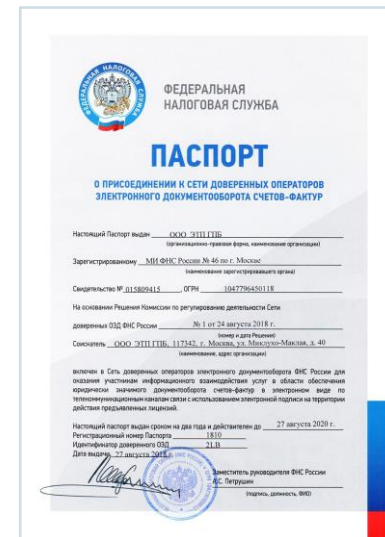 ФЕДЕРАЛЬНАЯ НАЛОГОВАЯ СЛУЖБА
ФЕДЕРАЛЬНАЯ
НАЛОГОВАЯ СЛУЖБА
ПАСПОРТ
О ПРИСОЕДИНЕНИИ К СЕТИ ДОВЕРЕННЫХ ОПЕРАТОРОВ
ЭЛЕКТРОННОГО ДОКУМЕНТООБОРОТА СЧЕТОВ-ФАКТУР
Настоящий Паспорт выдан ООО ЭТП ГПБ
(организационно-правовая форма, наименование организации)
Зарегистрированному МИ ФНС России № 46 по г. Москве
(наименование зарегистрировавшего органа)
Свидетельство № 015809415, ОГРН 1047796450118
На основании Решения Комиссии по регулированию деятельности Сети
доверенных ОЭД ФНС России № 1 от 24 августа 2018 г.
(номер и дата Решения)
Соискатель ООО ЭТП ГПБ, 117342, г. Москва, ул. Миклухо-Маклая, д. 40
(наименование, адрес организации)
включен в Сеть доверенных операторов электронного документооборота ФНС России для
оказания участникам информационного взаимодействия услуг в области обеспечения
юридически значимого документооборота счетов-фактур в электронном виде по
телекоммуникационным каналам связи с использованием электронной подписи на территории
действия предъявленных лицензий.
Настоящий паспорт выдан сроком на два года и действителен до 27 августа 2020 г.
Регистрационный номер Паспорта 1810
Идентификатор доверенного ОЭД 21.В
Дата выдачи 27 августа 2018 г.
Заместитель руководителя ФНС России
А.С. Петрушин
(подпись, должность, ФИО)